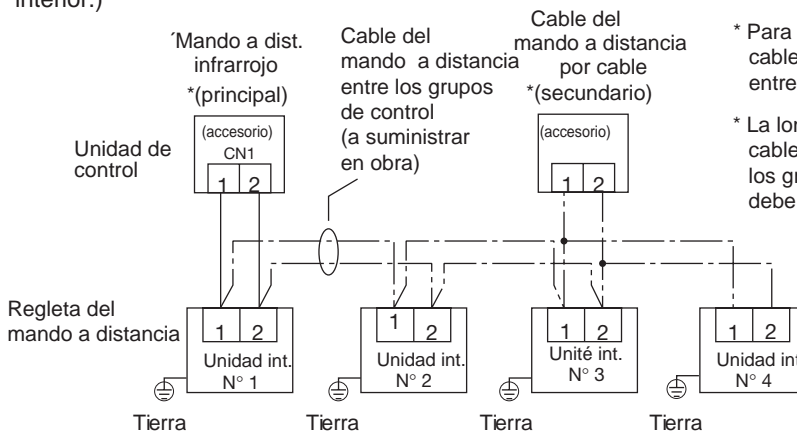 interior.)
´Mando a dist.
infrarrojo
*(principal)
Cable del
mando a distancia
entre los grupos
de control
(a suministrar
en obra)
Cable del
mando a distancia
por cable
*(secundario)
* Para
cable
entre
* La lon
cable
los gr
debe
Unidad de
control
(accesorio)
CN1
1 2
(accesorio)
1 2
Regleta del
mando a distancia
1 2
Unidad int.
N° 1
1 2
Unidad int.
N° 2
1 2
Unité int.
N° 3
1 2
Unidad int
N° 4
Tierra
Tierra
Tierra
Tierra